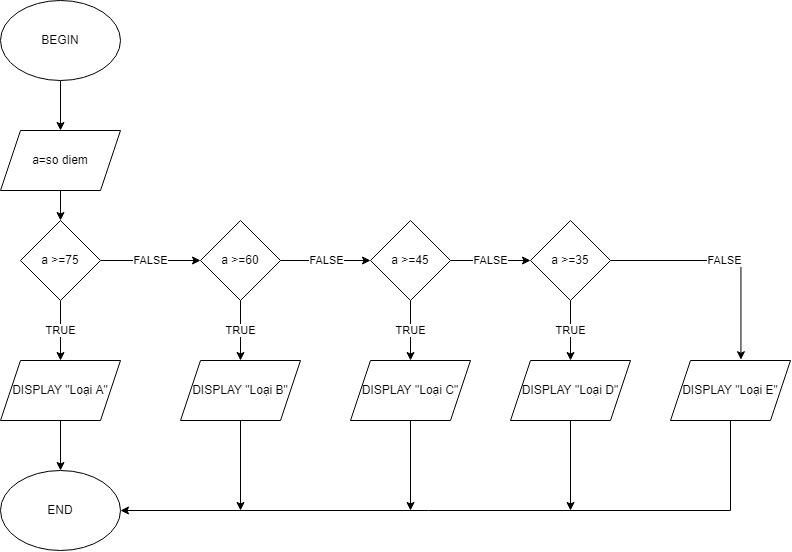 BEGIN
a=so diem
a >=75
FALSE
a >=60
FALSE
a >=45
FALSE
a >=35
FALSE
TRUE
TRUE
TRUE
TRUE
DISPLAY "Loại A"
DISPLAY "Loại B"
DISPLAY "Loại C"
DISPLAY "Loại D"
DISPLAY "Loại E"
END